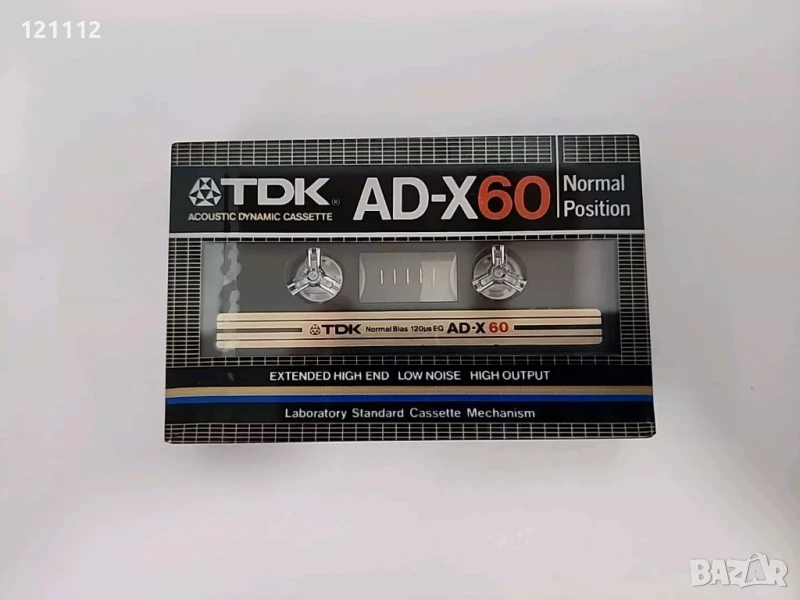 121112
TDK® AD-X60 Normal Position
ACOUSTIC DYNAMIC CASSETTE
TDK Normal Bias 120µs EQ AD-X 60
EXTENDED HIGH END LOW NOISE HIGH OUTPUT
Laboratory Standard Cassette Mechanism
BAZAR